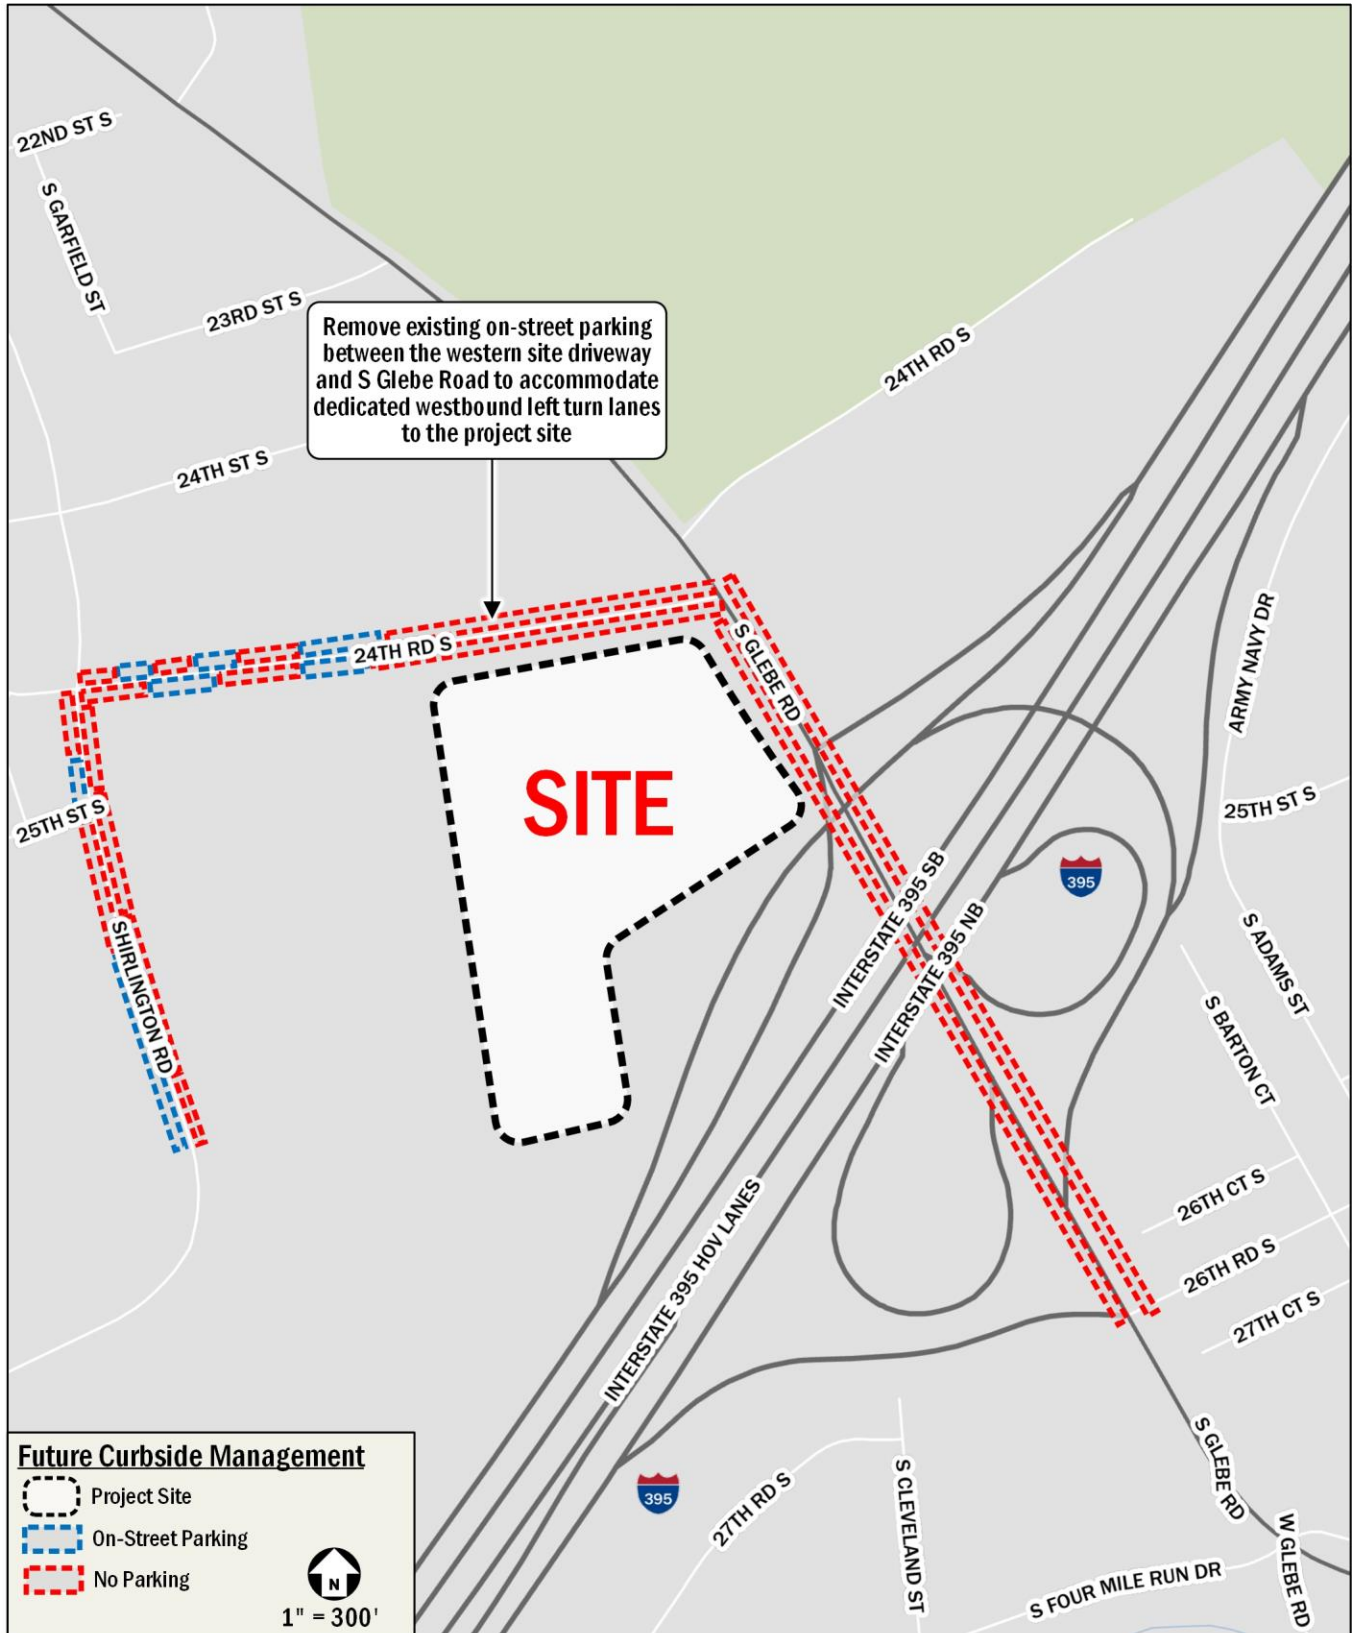 22ND ST S
S GARFIELD ST
23RD ST S
Remove existing on-street parking
between the western site driveway
and S Glebe Road to accommodate
dedicated westbound left turn lanes
to the project site
24TH RD S
24TH ST S
24TH RD S
S GLEBE RD
ARMY NAVY DR
SITE
25TH ST S
25TH ST S
395
INTERSTATE 395 SB
INTERSTATE 395 NB
S ADAMS ST
SHIRLINGTON RD
S BARTON CT
26TH CT S
INTERSTATE 395 HOV LANES
26TH RD S
27TH CT S
S GLEBE RD
395
27TH RD S
S CLEVELAND ST
S FOUR MILE RUN DR
W GLEBE RD
Future Curbside Management
Project Site
On-Street Parking
No Parking
N
1" = 300'